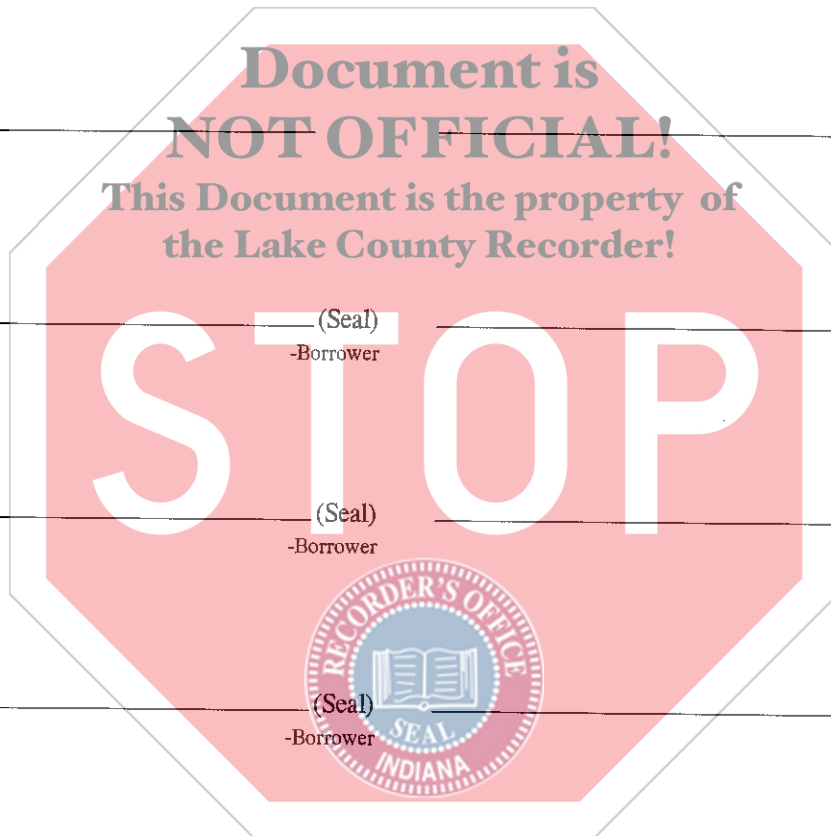 Document is
NOT OFFICIAL!
This Document is the property of
the Lake County Recorder!
(Seal)
-Borrower
STOP
(Seal)
-Borrower
RECORDER'S OFFICE
(Seal)
-Borrower
SEAL
INDIANA